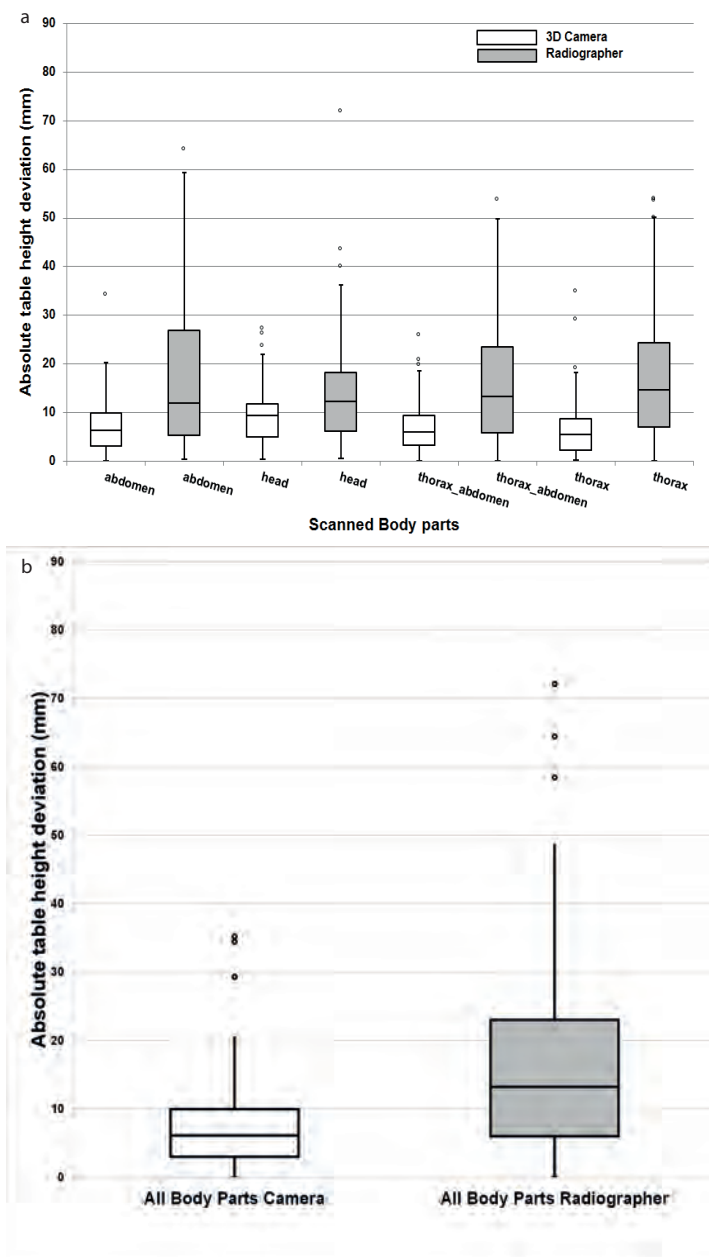 a
90
80
70
60
50
40
30
20
10
0
Absolute table height deviation (mm)
3D Camera
Radiographer
abdomen
abdomen
head
head
thorax_abdomen
thorax_abdomen
thorax
thorax
Scanned Body parts
b
90
80
70
60
50
40
30
20
10
0
Absolute table height deviation (mm)
All Body Parts Camera
All Body Parts Radiographer